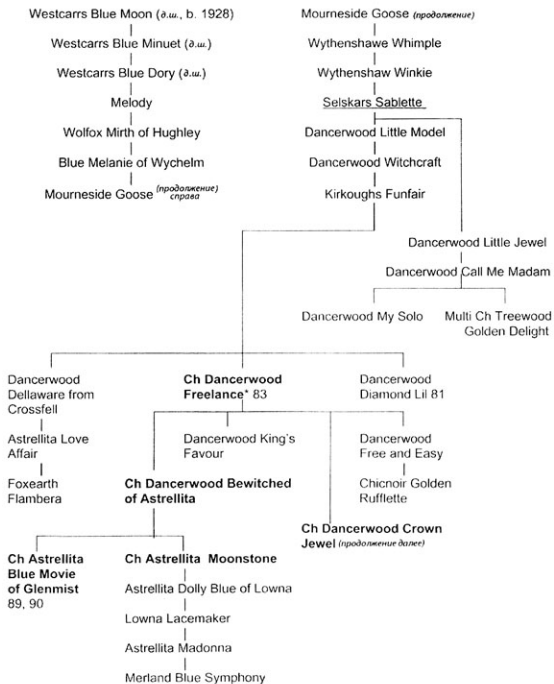 Westcarrs Blue Moon (д.ш., b. 1928)
Westcarrs Blue Minuet (д.ш.)
Westcarrs Blue Dory (д.ш.)
Melody
Wolfox Mirth of Hughley
Blue Melanie of Wychelm
Mourneside Goose (продолжение)
справа
Mourneside Goose (продолжение)
Wythenshawe Whimple
Wythenshaw Winkie
Selskars Sablette
Dancerwood Little Model
Dancerwood Witchcraft
Kirkoughs Funfair
Dancerwood Little Jewel
Dancerwood Call Me Madam
Dancerwood My Solo
Multi Ch Treewood
Golden Delight
Dancerwood
Dellaware from
Crossfell
Astrellita Love
Affair
Foxearth
Flambera
Ch Dancerwood
Freelance* 83
Dancerwood
Diamond Lil 81
Dancerwood King's
Favour
Dancerwood
Free and Easy
Chicnoir Golden
Rufflette
Ch Dancerwood Bewitched
of Astrellita
Ch Dancerwood Crown
Jewel (продолжение далее)
Ch Astrellita
Blue Movie
of Glenmist
89, 90
Ch Astrellita Moonstone
Astrellita Dolly Blue of Lowna
Lowna Lacemaker
Astrellita Madonna
Merland Blue Symphony